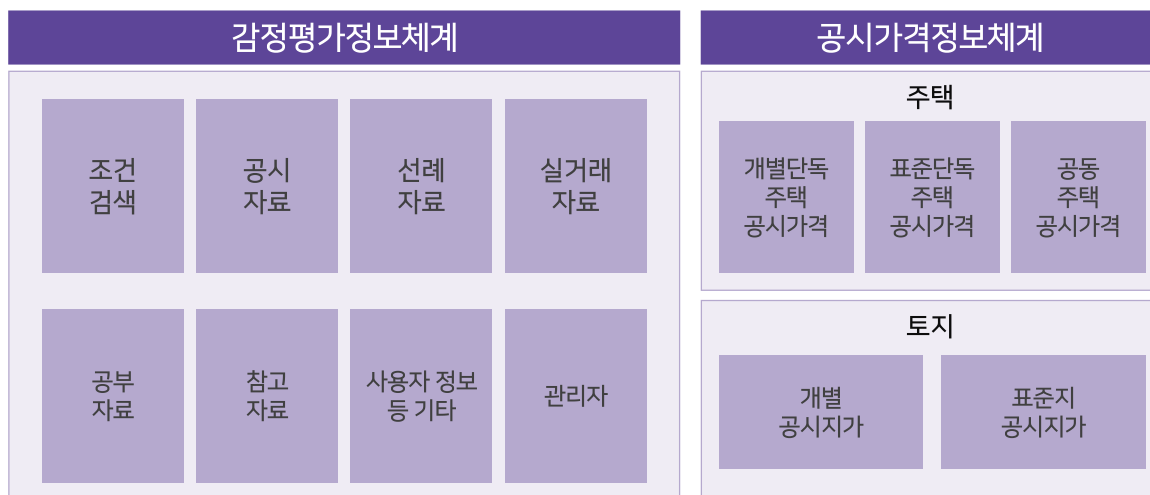 감정평가정보체계
조건
검색
공시
자료
선례
자료
실거래
자료
공부
자료
참고
자료
사용자 정보
등 기타
관리자
공시가격정보체계
주택
개별단독
주택
공시가격
표준단독
주택
공시가격
공동
주택
공시가격
토지
개별
공시지가
표준지
공시지가